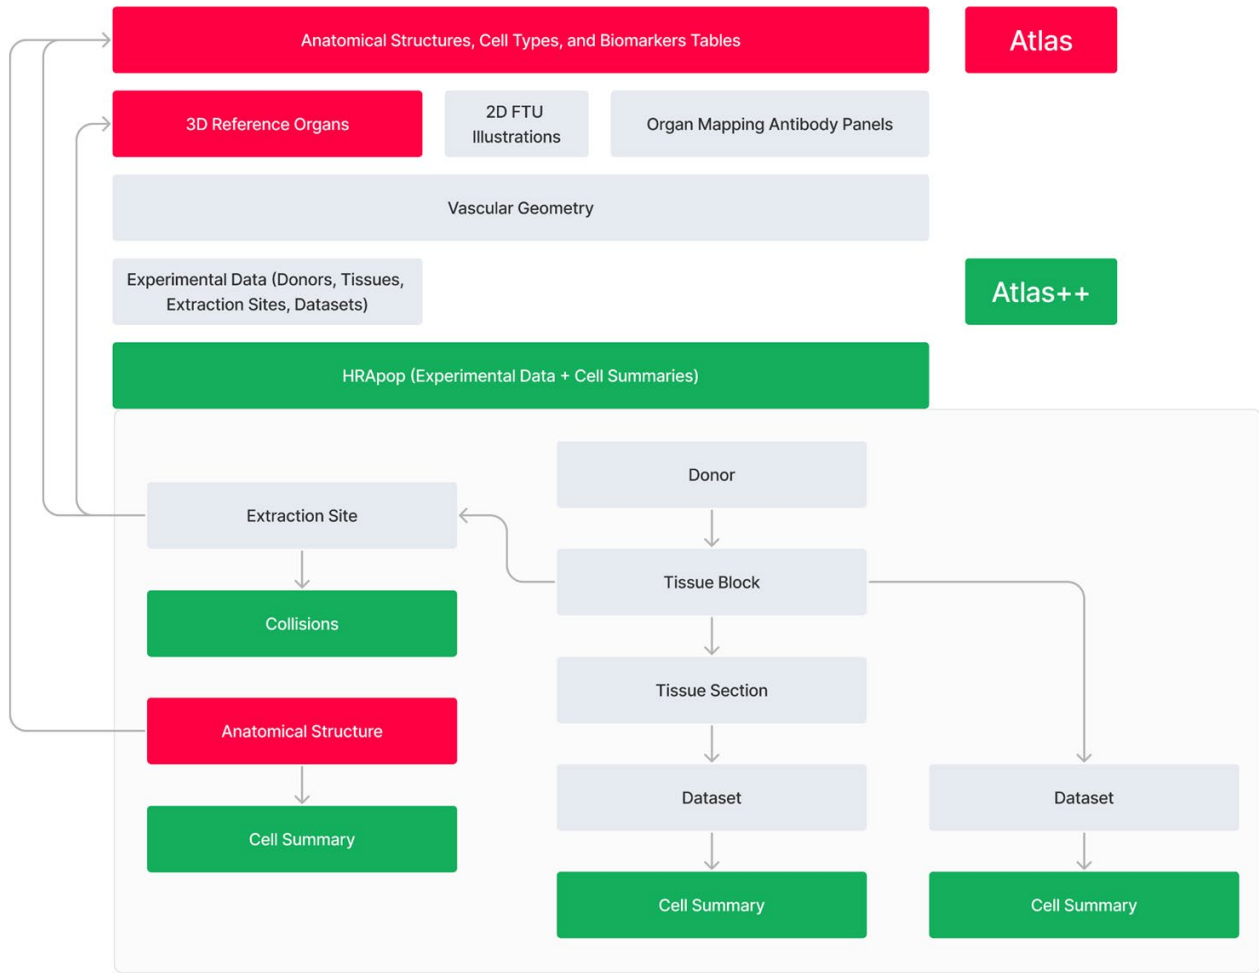 Anatomical Structures, Cell Types, and Biomarkers Tables
Atlas
3D Reference Organs
2D FTU
Illustrations
Organ Mapping Antibody Panels
Vascular Geometry
Experimental Data (Donors, Tissues,
Extraction Sites, Datasets)
Atlas++
HRApop (Experimental Data + Cell Summaries)
Donor
Extraction Site
Tissue Block
Collisions
Tissue Section
Anatomical Structure
Dataset
Dataset
Cell Summary
Cell Summary
Cell Summary